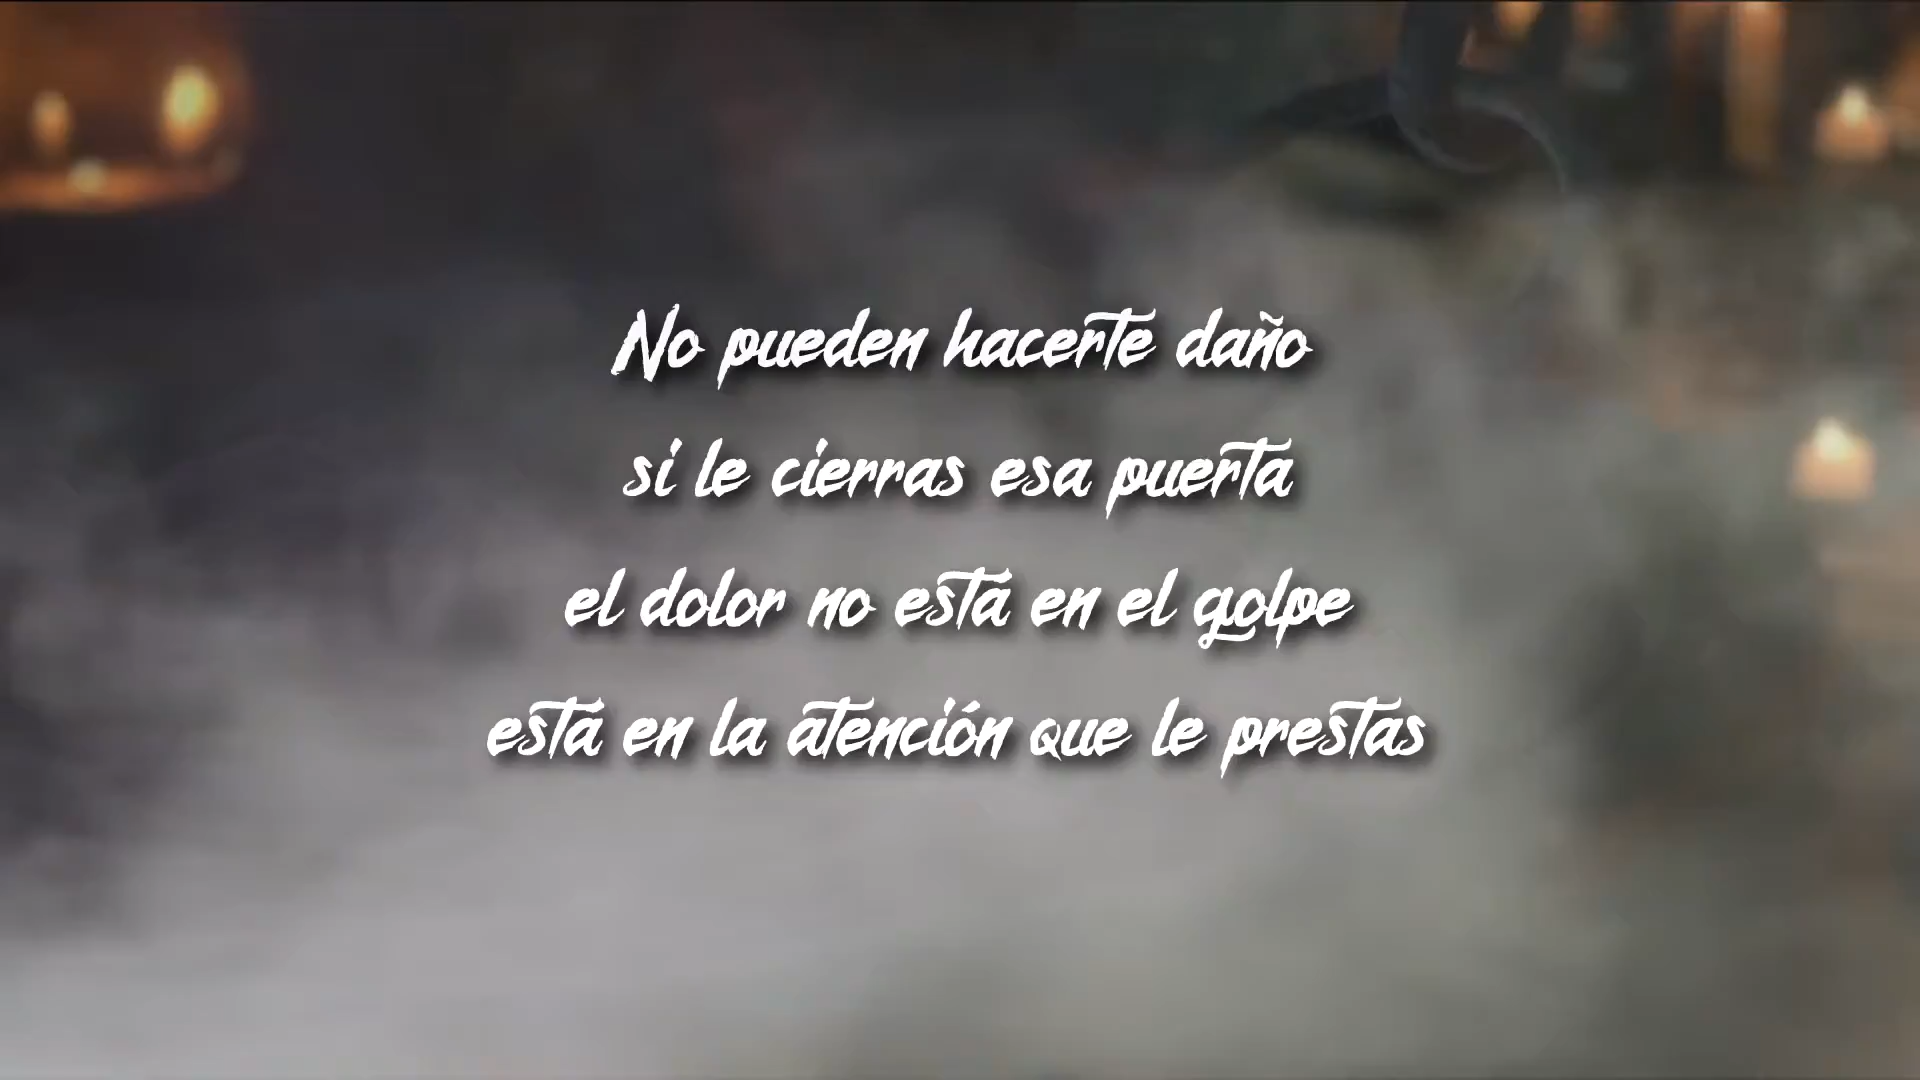 No pueden hacerte daño
si le cierras esa puerta
el dolor no está en el golpe
está en la atención que le prestas